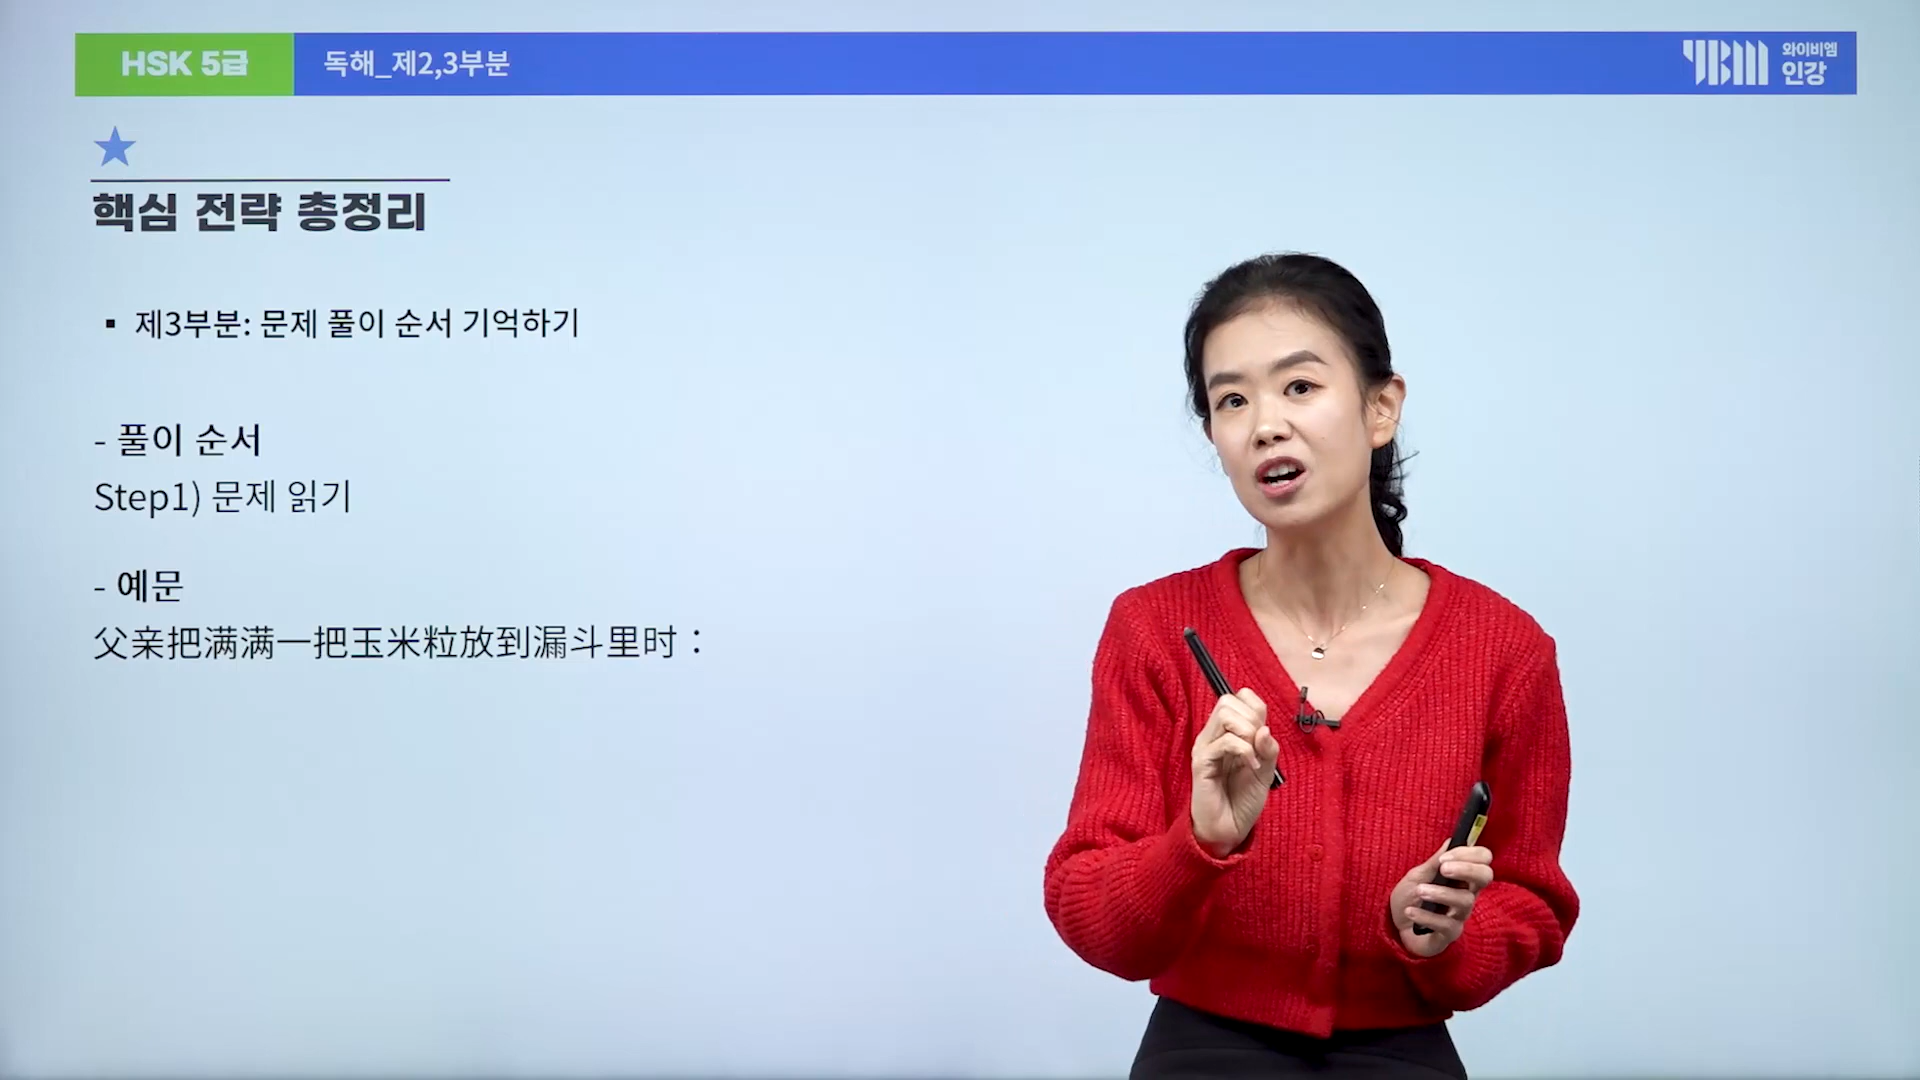 HSK 5급
독해_제2,3부분
YBM 와이비엠 인강
핵심 전략 총정리
▪ 제3부분: 문제 풀이 순서 기억하기
- 풀이 순서
Step1) 문제 읽기
- 예문
父亲把满满一把玉米粒放到漏斗里时：